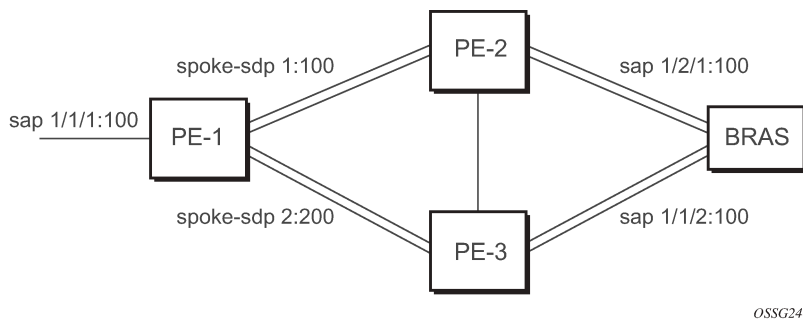 PE-2
spoke-sdp 1:100
sap 1/2/1:100
sap 1/1/1:100
PE-1
BRAS
spoke-sdp 2:200
sap 1/1/2:100
PE-3
OSSG24